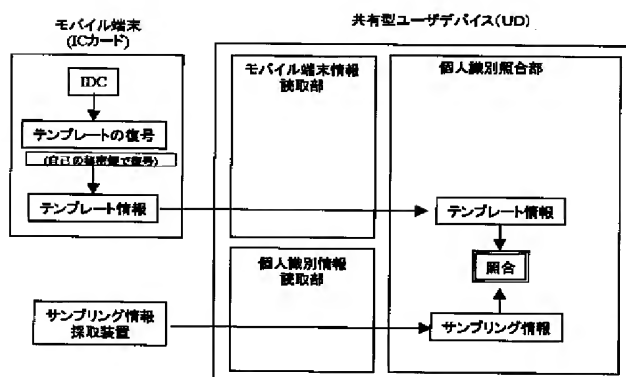 モバイル端末
(ICカード)
共有型ユーザデバイス(UD)
IDC
テンプレートの復号
(自己の秘密鍵で復号)
テンプレート情報
モバイル端末情報
読取部
個人識別照合部
テンプレート情報
照合
個人識別情報
読取部
サンプリング情報
採取装置
サンプリング情報